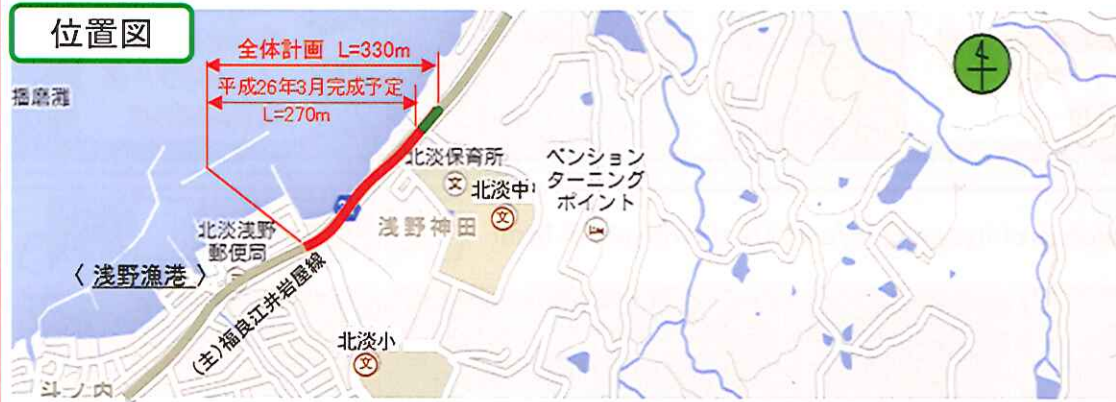 位置図
全体計画 L=330m
平成26年3月完成予定
L=270m
播磨灘
北淡保育所
文
北淡中
文
ペンション
ターニング
ポイント
浅野神田
北淡浅野
郵便局
〈 浅野漁港 〉
(主)福良江井岩屋線
北淡小
文
斗ノ内